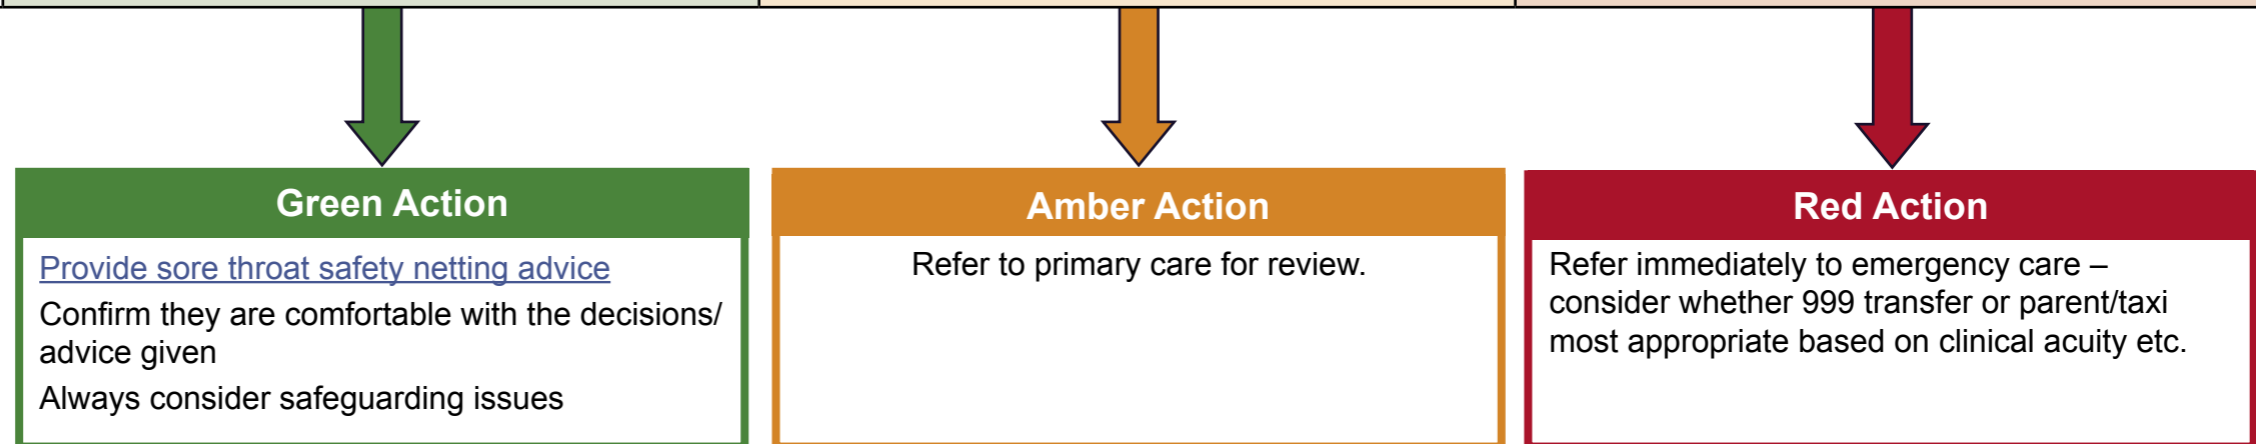 Green Action
Provide sore throat safety netting advice
Confirm they are comfortable with the decisions/
advice given
Always consider safeguarding issues
Amber Action
Refer to primary care for review.
Red Action
Refer immediately to emergency care –
consider whether 999 transfer or parent/taxi
most appropriate based on clinical acuity etc.